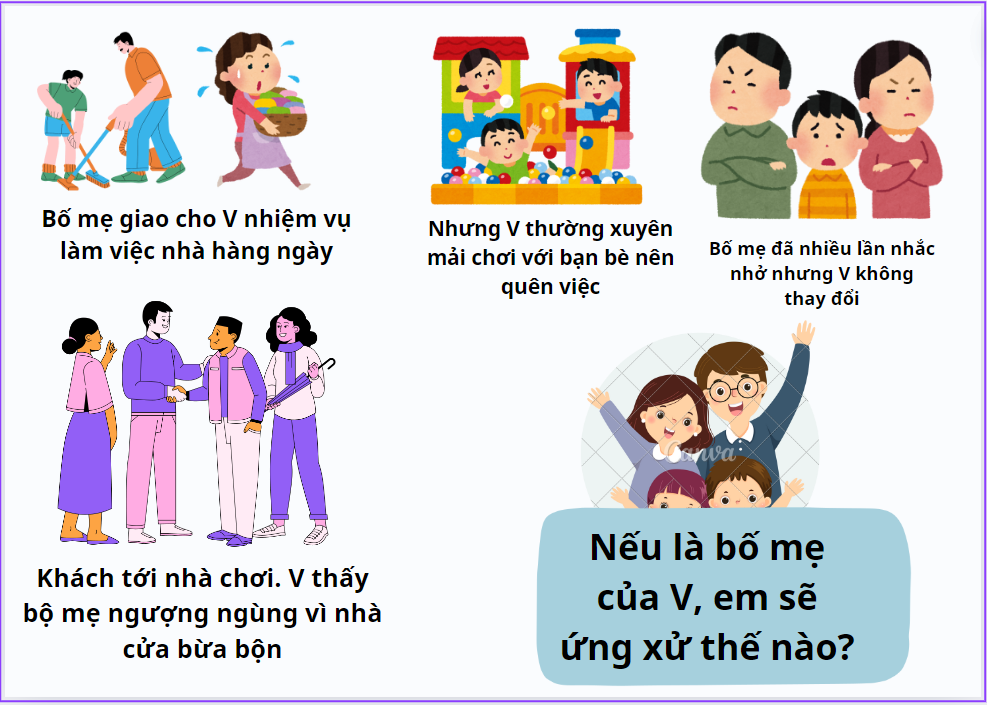 Bố mẹ giao cho V nhiệm vụ
làm việc nhà hàng ngày
Nhưng V thường xuyên
mải chơi với bạn bè nên
quên việc
Bố mẹ đã nhiều lần nhắc
nhở nhưng V không
thay đổi
Khách tới nhà chơi. V thấy
bộ mẹ ngượng ngùng vì nhà
cửa bừa bộn
Canva
Nếu là bố mẹ
của V, em sẽ
ứng xử thế nào?